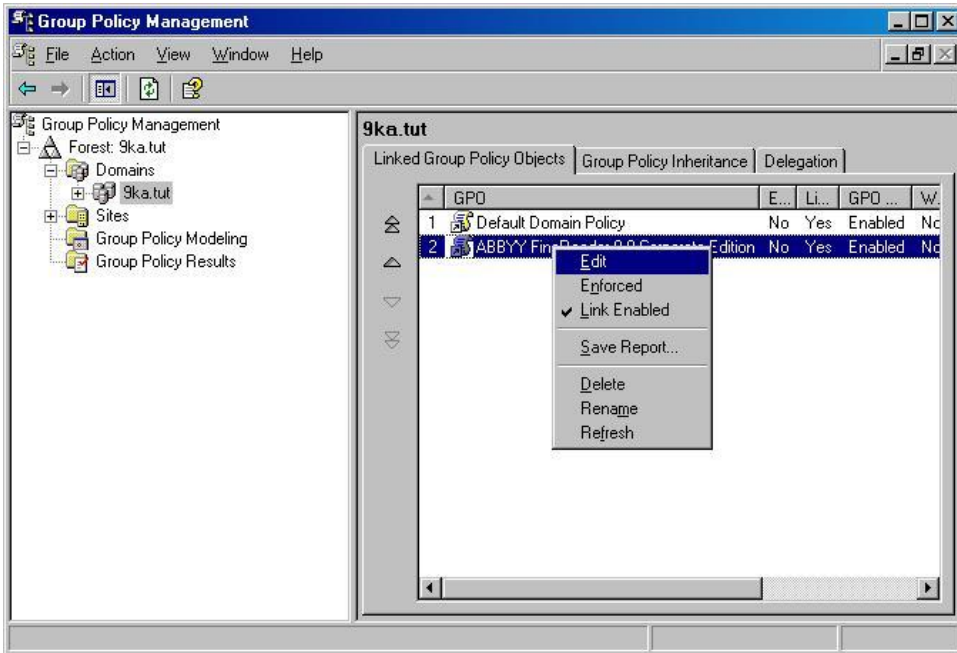 Group Policy Management
File Action View Window Help
Group Policy Management
Forest: 9ka.tut
Domains
9ka.tut
Sites
Group Policy Modeling
Group Policy Results
9ka.tut
Linked Group Policy Objects Group Policy Inheritance Delegation
GPO E... Li... GPO ... W.
1 Default Domain Policy No Yes Enabled No
2 ABBYY Edition No Yes Enabled No
Edit
Enforced
Link Enabled
Save Report...
Delete
Rename
Refresh